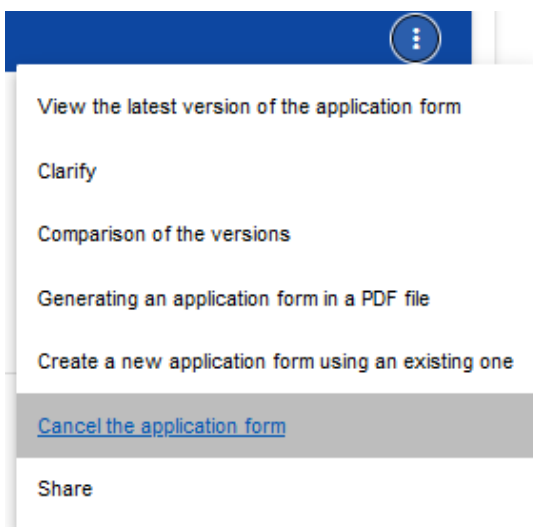 View the latest version of the application form
Clarify
Comparison of the versions
Generating an application form in a PDF file
Create a new application form using an existing one
Cancel the application form
Share